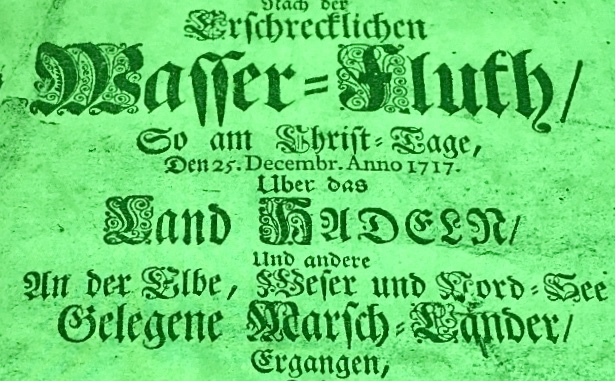 Nach der
Erschrecklichen
Wasser=Fluth/
So am Christ=Tage,
Den 25. Decembr. Anno 1717.
Uber das
Land HADELN/
Und andere
An der Elbe, Weser und Nord=See
Gelegene Marsch=Länder/
Ergangen,